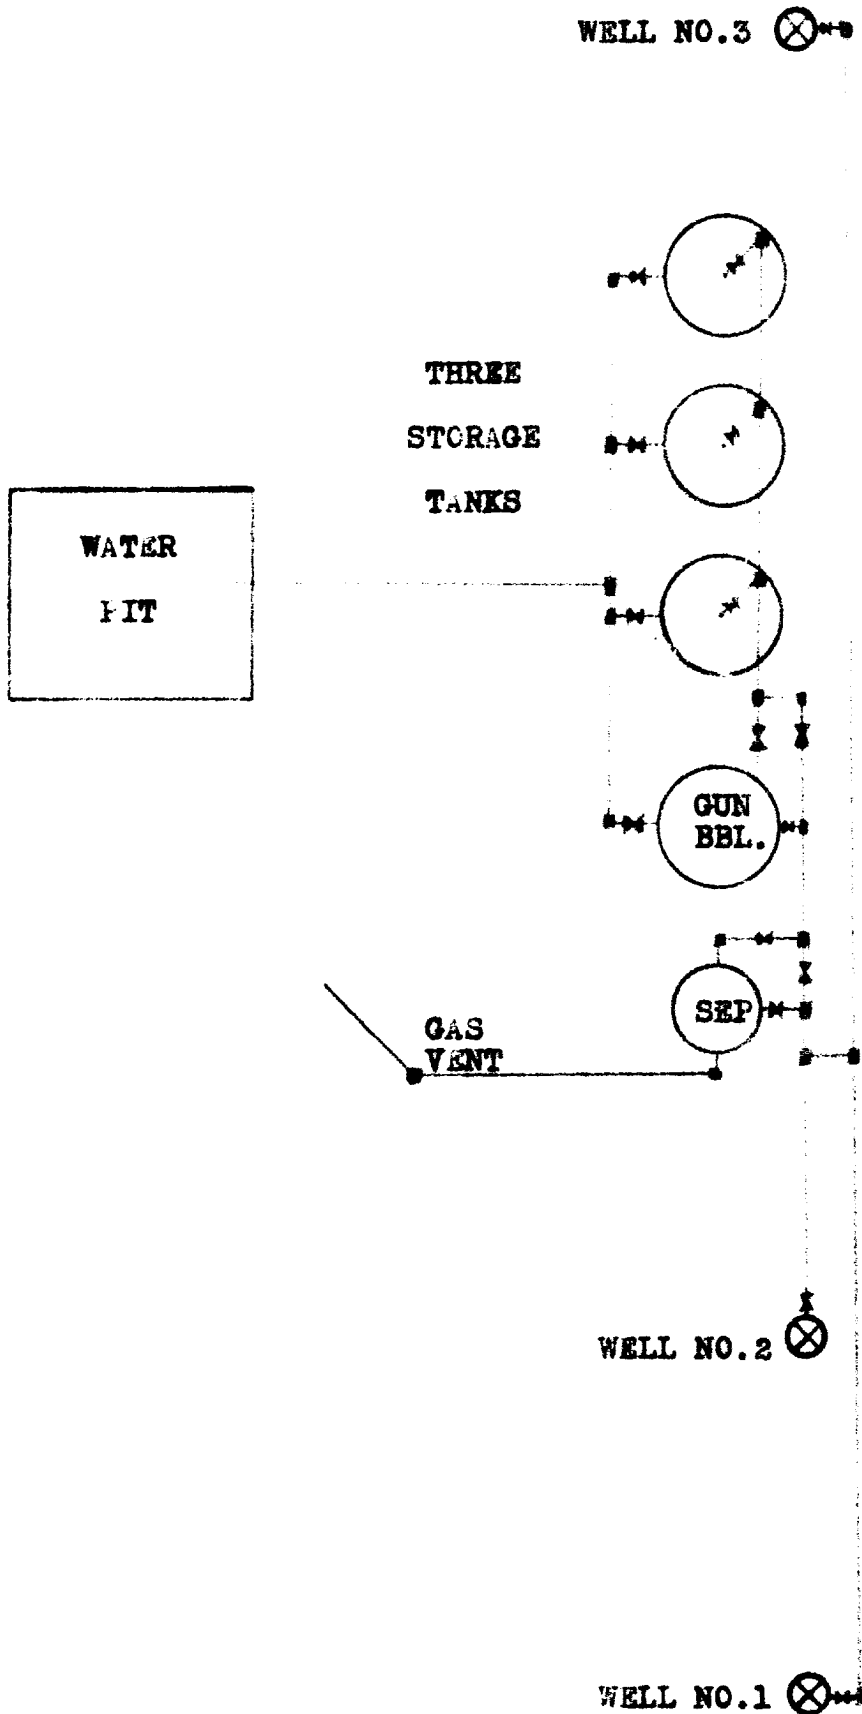 WELL NO.3
THREE
STORAGE
TANKS
WATER
PIT
GUN
BBL.
SEP
GAS
VENT
WELL NO.2
WELL NO.1